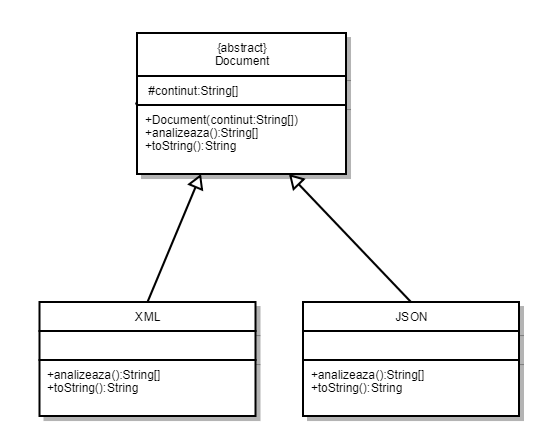 {abstract}
Document
#continut:String[]
+Document(continut:String[])
+analizeaza():String[]
+toString():String
XML
+analizeaza():String[]
+toString():String
JSON
+analizeaza():String[]
+toString():String